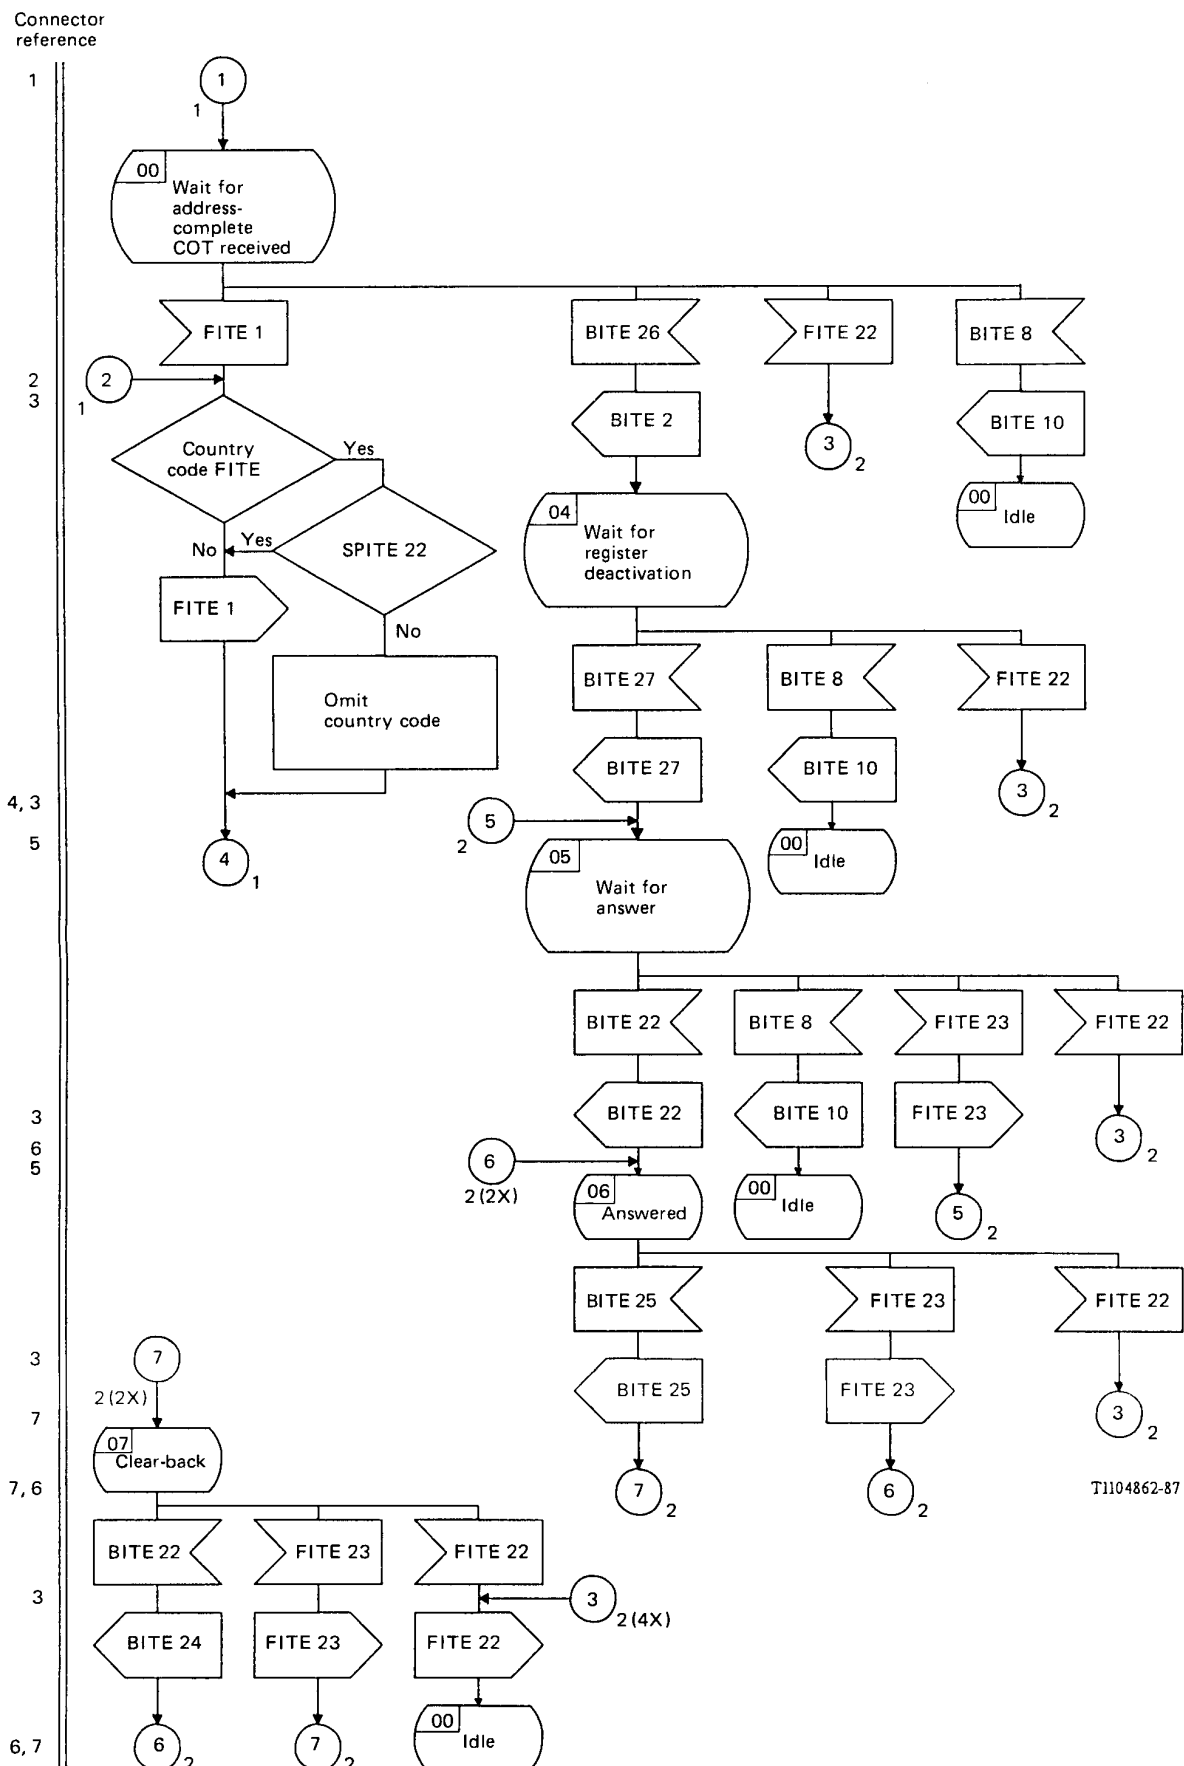 Connector
reference
1
1
1
00
Wait for
address-
complete
COT received
FITE 1
BITE 26
FITE 22
BITE 8
2
3
2
1
BITE 2
BITE 10
Country
code FITE
Yes
3
2
00
Idle
04
Wait for
register
deactivation
No
Yes
SPITE 22
FITE 1
No
BITE 27
BITE 8
FITE 22
Omit
country code
BITE 27
BITE 10
3
2
4, 3
5
2
5
4
1
05
Wait for
answer
00
Idle
BITE 22
BITE 8
FITE 23
FITE 22
3
BITE 22
BITE 10
FITE 23
3
2
6
5
6
2 (2X)
06
Answered
00
Idle
5
2
BITE 25
FITE 23
FITE 22
3
7
2 (2X)
BITE 25
FITE 23
3
2
7
07
Clear-back
7, 6
7
2
6
2
T1104862-87
BITE 22
FITE 23
FITE 22
3
3
2 (4X)
BITE 24
FITE 23
FITE 22
00
Idle
6, 7
6
2
7
2